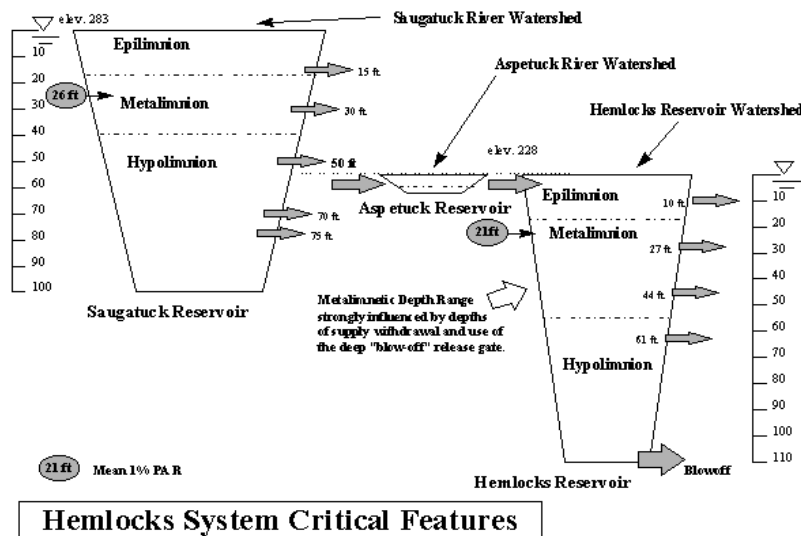 elev. 283
Saugatuck River Watershed
10
20
30
40
50
60
70
80
90
100
Epilimnion
15 ft
26 ft
Metalimnion
30 ft
Hypolimnion
50 ft
70 ft
75 ft
Saugatuck Reservoir
Aspetuck River Watershed
Aspetuck Reservoir
Hemlocks Reservoir Watershed
elev. 228
Epilimnion
10 ft
21ft
Metalimnion
27 ft
44 ft
61 ft
Hypolimnion
Blowoff
Hemlocks Reservoir
10
20
30
40
50
60
70
80
90
100
110
Metalimnetic Depth Range
strongly influenced by depths
of supply withdrawal and use of
the deep "blow-off" release gate.
21 ft
Mean 1% PAR
Hemlocks System Critical Features